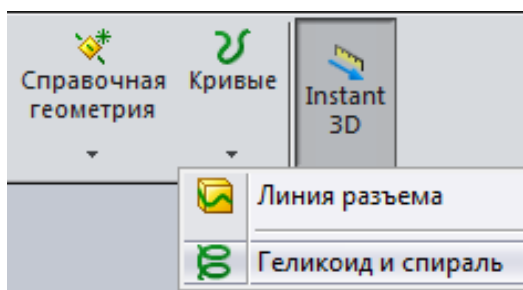 Справочная
геометрия
Кривые
Instant
3D
Линия разъема
Геликоид и спираль